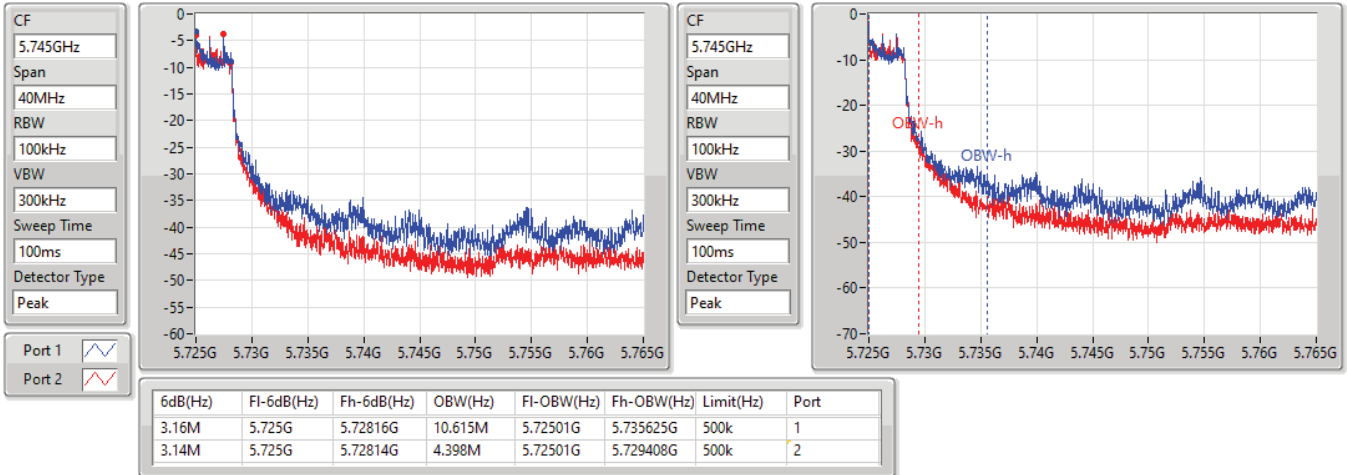 CF
5.745GHz
Span
40MHz
RBW
100kHz
VBW
300kHz
Sweep Time
100ms
Detector Type
Peak
Port 1
Port 2
0
-5
-10
-15
-20
-25
-30
-35
-40
-45
-50
-55
-60
5.725G 5.73G 5.735G 5.74G 5.745G 5.75G 5.755G 5.76G 5.765G
CF
5.745GHz
Span
40MHz
RBW
100kHz
VBW
300kHz
Sweep Time
100ms
Detector Type
Peak
0
-10
-20
-30
-40
-50
-60
-70
OBW-h
OBW-h
5.725G 5.73G 5.735G 5.74G 5.745G 5.75G 5.755G 5.76G 5.765G
6dB(Hz) Fl-6dB(Hz) Fh-6dB(Hz) OBW(Hz) Fl-OBW(Hz) Fh-OBW(Hz) Limit(Hz) Port
3.16M 5.725G 5.72816G 10.615M 5.72501G 5.735625G 500k 1
3.14M 5.725G 5.72814G 4.398M 5.72501G 5.729408G 500k 2